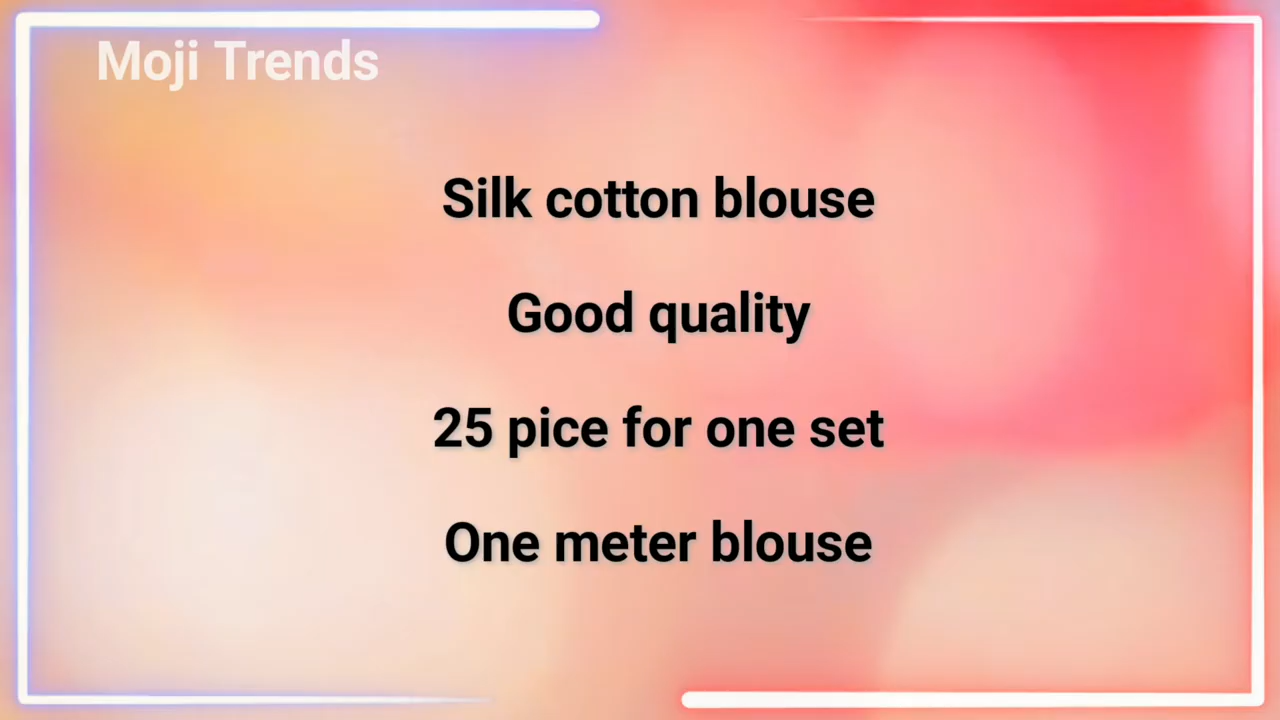 Moji Trends
Silk cotton blouse
Good quality
25 pice for one set
One meter blouse